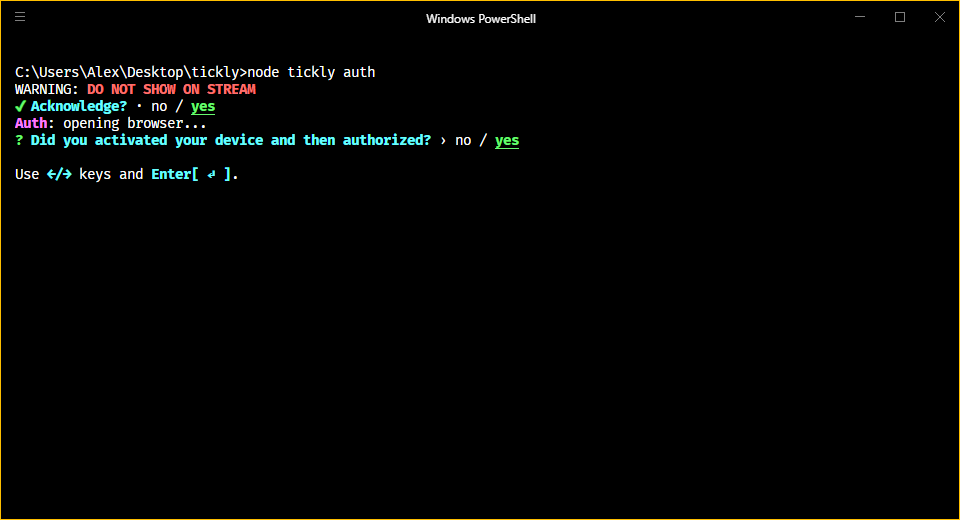 Windows PowerShell
C:\Users\Alex\Desktop\tickly>node tickly auth
WARNING: DO NOT SHOW ON STREAM
✔ Acknowledge? · no / yes
Auth: opening browser...
? Did you activated your device and then authorized? › no / yes
Use ←/→ keys and Enter[ ⏎ ].